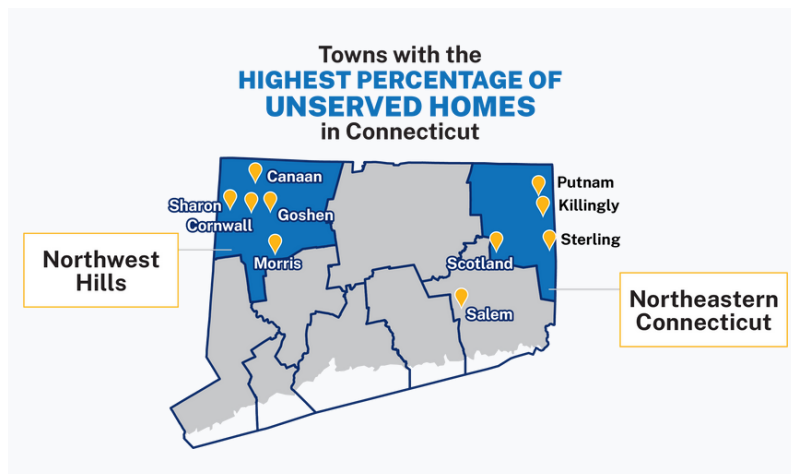 Towns with the
HIGHEST PERCENTAGE OF
UNSERVED HOMES
in Connecticut
Canaan
Sharon
Cornwall
Goshen
Morris
Northwest
Hills
Putnam
Killingly
Sterling
Scotland
Salem
Northeastern
Connecticut